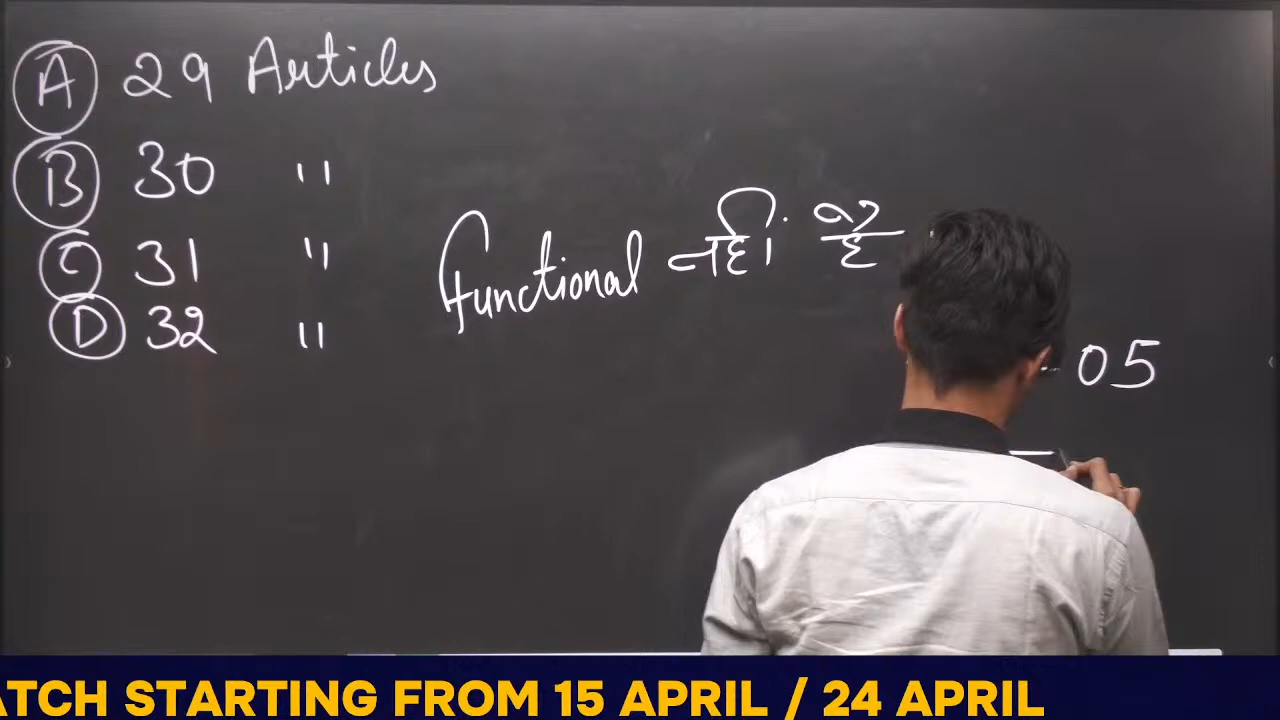 A 29 Articles
B 30 "
C 31 "
D 32 "
functional नहीं है
05
ATCH STARTING FROM 15 APRIL / 24 APRIL